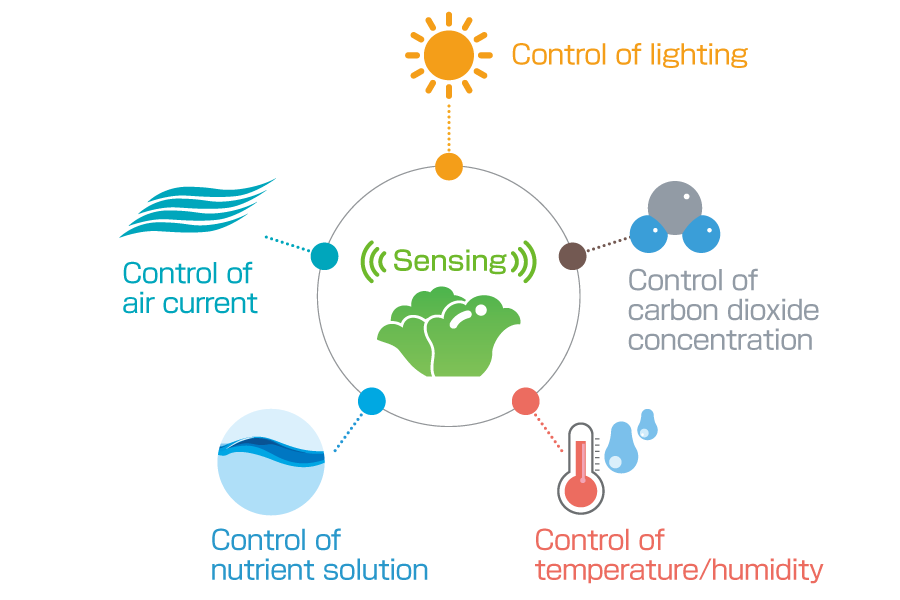 Control of lighting
Sensing
Control of
air current
Control of
carbon dioxide
concentration
Control of
nutrient solution
Control of
temperature/humidity